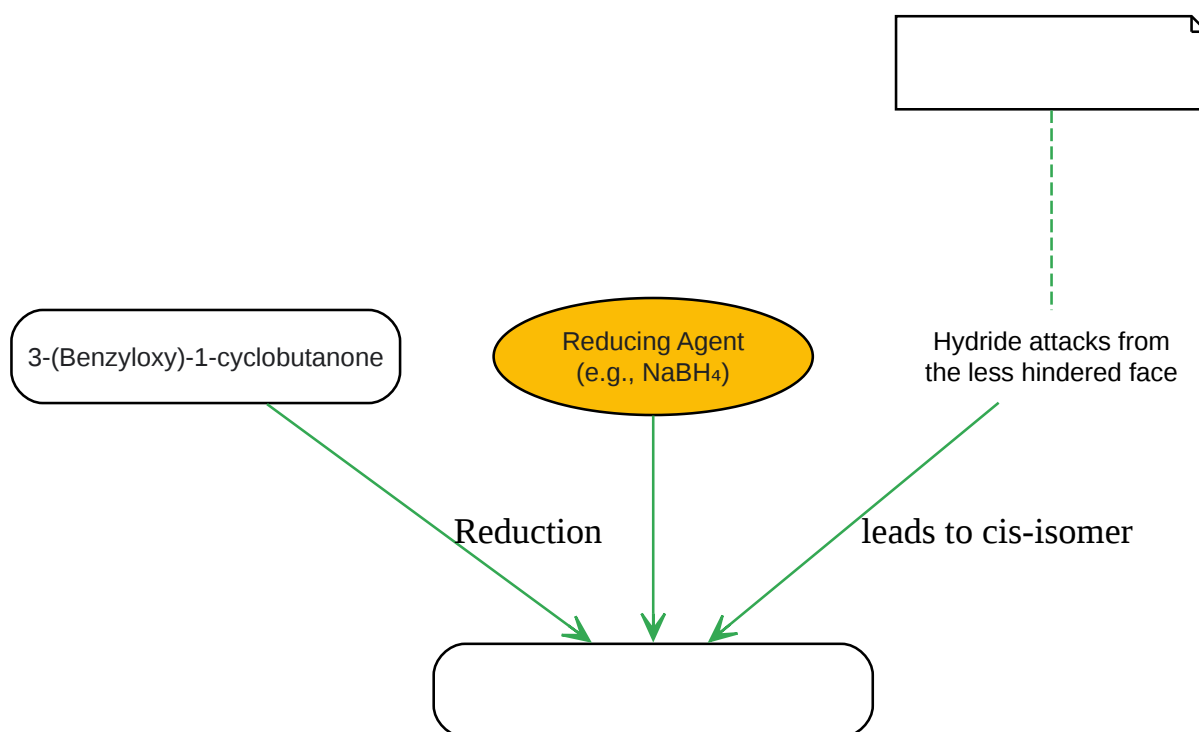 3-(Benzyloxy)-1-cyclobutanone
Reducing Agent
(e.g., NaBH₄)
Hydride attacks from
the less hindered face
Reduction
leads to cis-isomer